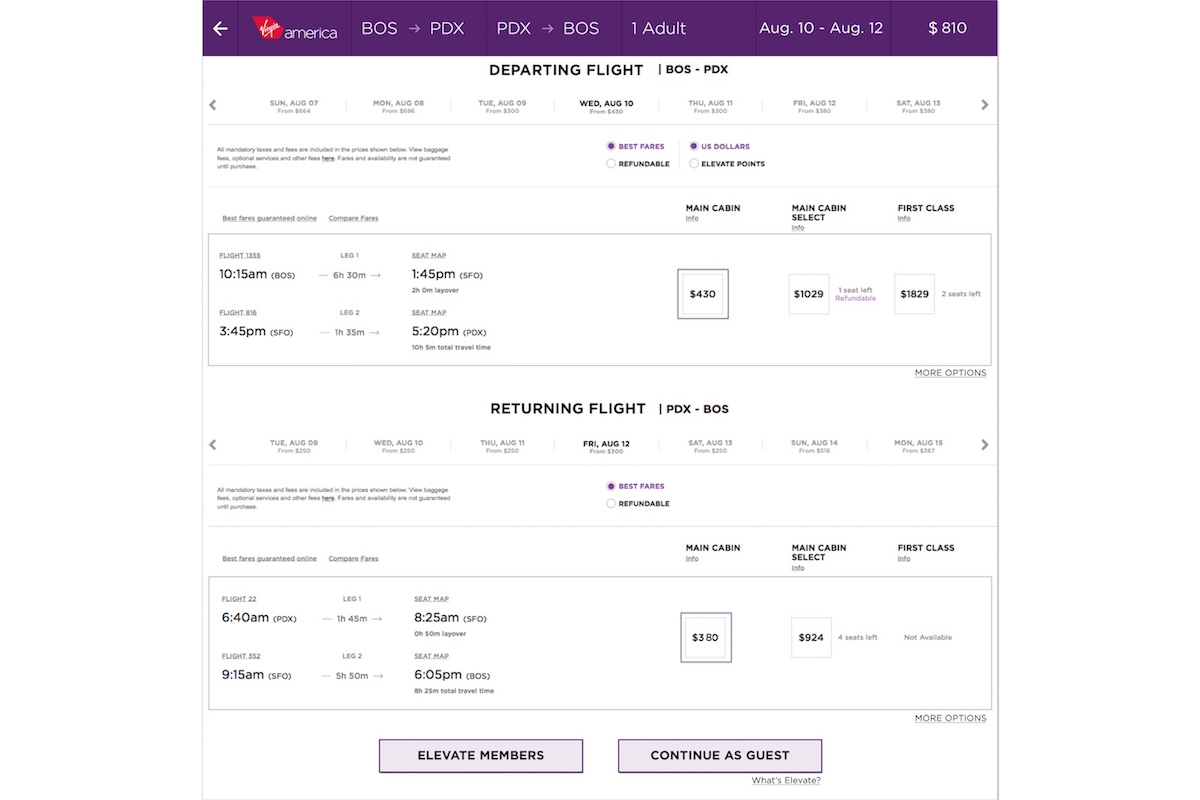 Virgin america BOS → PDX PDX → BOS 1 Adult Aug. 10 - Aug. 12 $ 810
DEPARTING FLIGHT | BOS - PDX
SUN, AUG 07 MON, AUG 08 TUE, AUG 09 WED, AUG 10 THU, AUG 11 FRI, AUG 12 SAT, AUG 13
From $664 From $696 From $300 From $430 From $300 From $380 From $380
All mandatory taxes and fees are included in the prices shown below. View baggage
fees, optional services and other fees here. Fares and availability are not guaranteed
until purchase.
BEST FARES US DOLLARS
REFUNDABLE ELEVATE POINTS
Best fares guaranteed online Compare Fares
MAIN CABIN
Info
MAIN CABIN
SELECT
Info
FIRST CLASS
Info
FLIGHT 1355 LEG 1 SEAT MAP
10:15am (BOS) — 6h 30m → 1:45pm (SFO)
2h 0m layover
FLIGHT 816 LEG 2 SEAT MAP
3:45pm (SFO) — 1h 35m → 5:20pm (PDX)
10h 5m total travel time
$430
$1029
1 seat left
Refundable
$1829 2 seats left
MORE OPTIONS
RETURNING FLIGHT | PDX - BOS
TUE, AUG 09 WED, AUG 10 THU, AUG 11 FRI, AUG 12 SAT, AUG 13 SUN, AUG 14 MON, AUG 15
From $250 From $250 From $250 From $300 From $250 From $516 From $367
All mandatory taxes and fees are included in the prices shown below. View baggage
fees, optional services and other fees here. Fares and availability are not guaranteed
until purchase.
BEST FARES
REFUNDABLE
Best fares guaranteed online Compare Fares
MAIN CABIN
Info
MAIN CABIN
SELECT
Info
FIRST CLASS
Info
FLIGHT 22 LEG 1 SEAT MAP
6:40am (PDX) — 1h 45m → 8:25am (SFO)
0h 50m layover
FLIGHT 352 LEG 2 SEAT MAP
9:15am (SFO) — 5h 50m → 6:05pm (BOS)
8h 25m total travel time
$380
$924 4 seats left
Not Available
MORE OPTIONS
ELEVATE MEMBERS CONTINUE AS GUEST
What's Elevate?